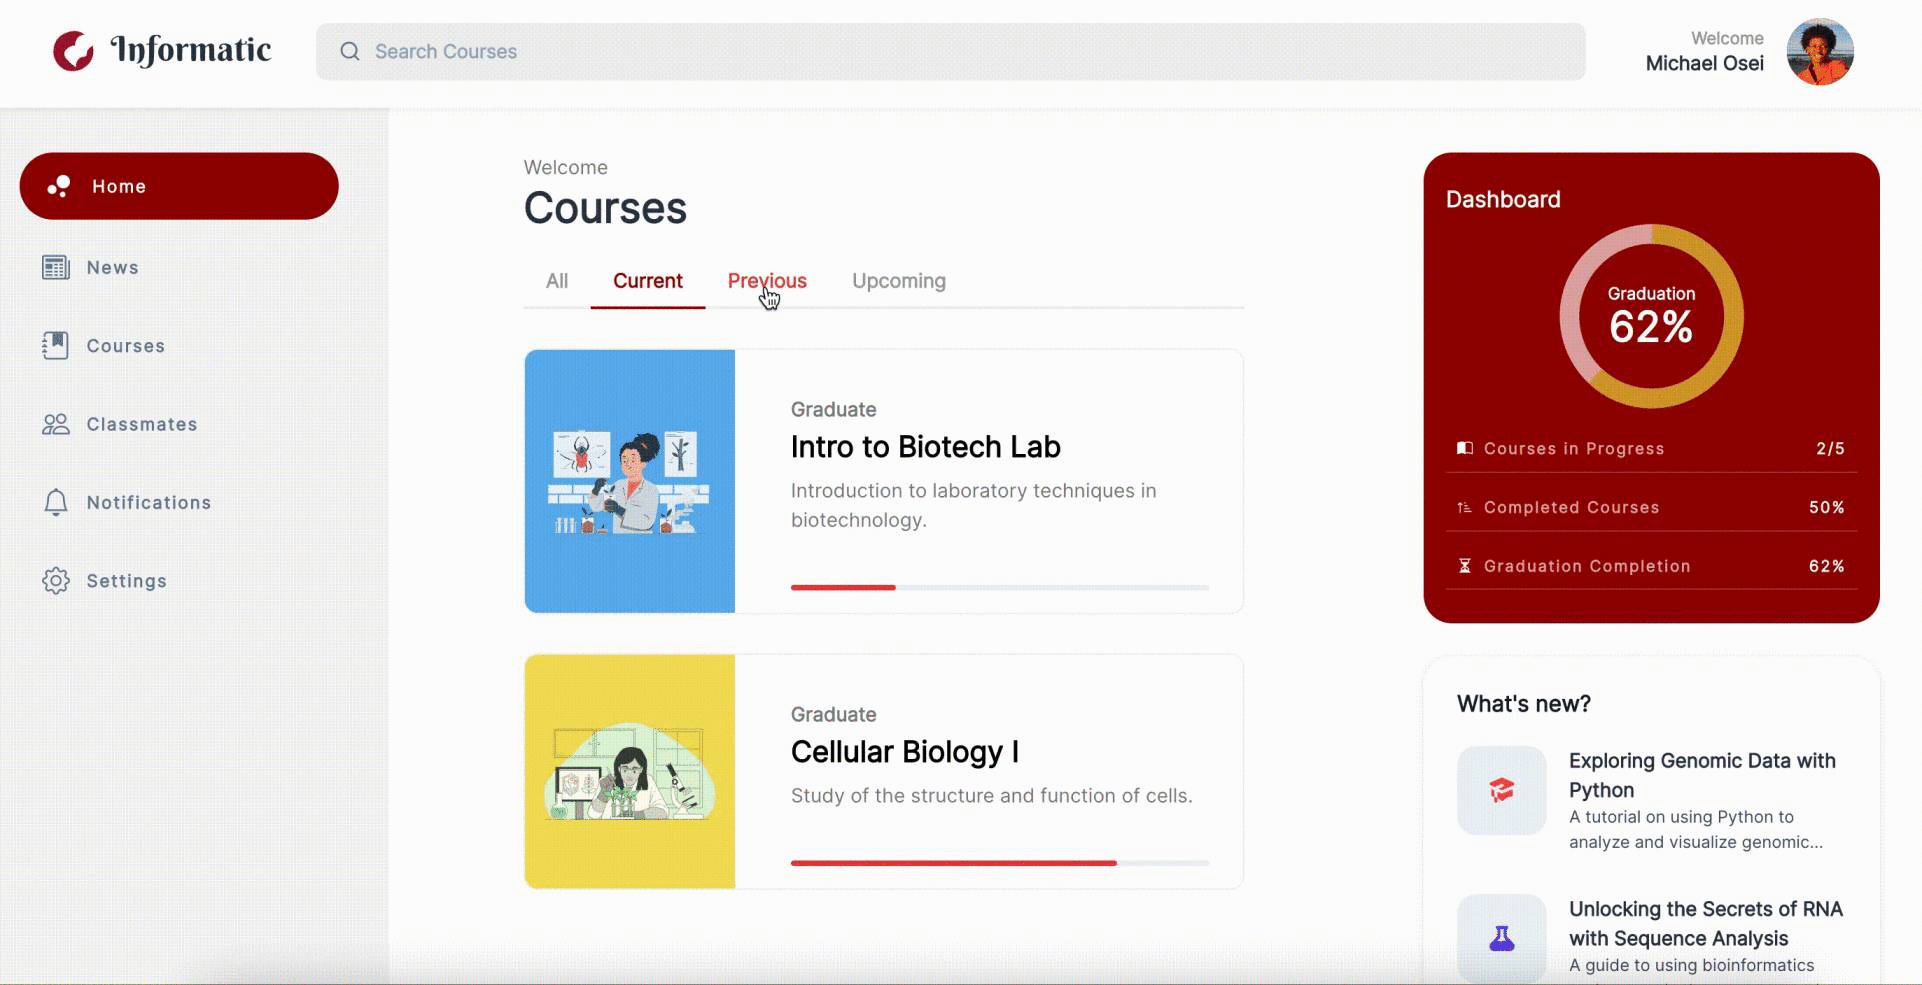 Informatic
Search Courses
Welcome
Michael Osei
Home
News
Courses
Classmates
Notifications
Settings
Welcome
Courses
All
Current
Previous
Upcoming
Graduate
Intro to Biotech Lab
Introduction to laboratory techniques in
biotechnology.
Graduate
Cellular Biology I
Study of the structure and function of cells.
Dashboard
Graduation
62%
Courses in Progress 2/5
Completed Courses 50%
Graduation Completion 62%
What's new?
Exploring Genomic Data with
Python
A tutorial on using Python to
analyze and visualize genomic...
Unlocking the Secrets of RNA
with Sequence Analysis
A guide to using bioinformatics